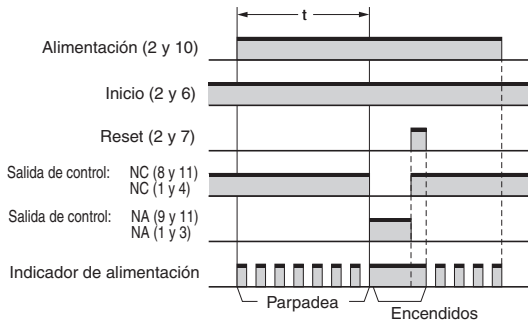 t
Alimentación (2 y 10)
Inicio (2 y 6)
Reset (2 y 7)
Salida de control: NC (8 y 11)
NC (1 y 4)
Salida de control: NA (9 y 11)
NA (1 y 3)
Indicador de alimentación
Parpadea
Encendidos